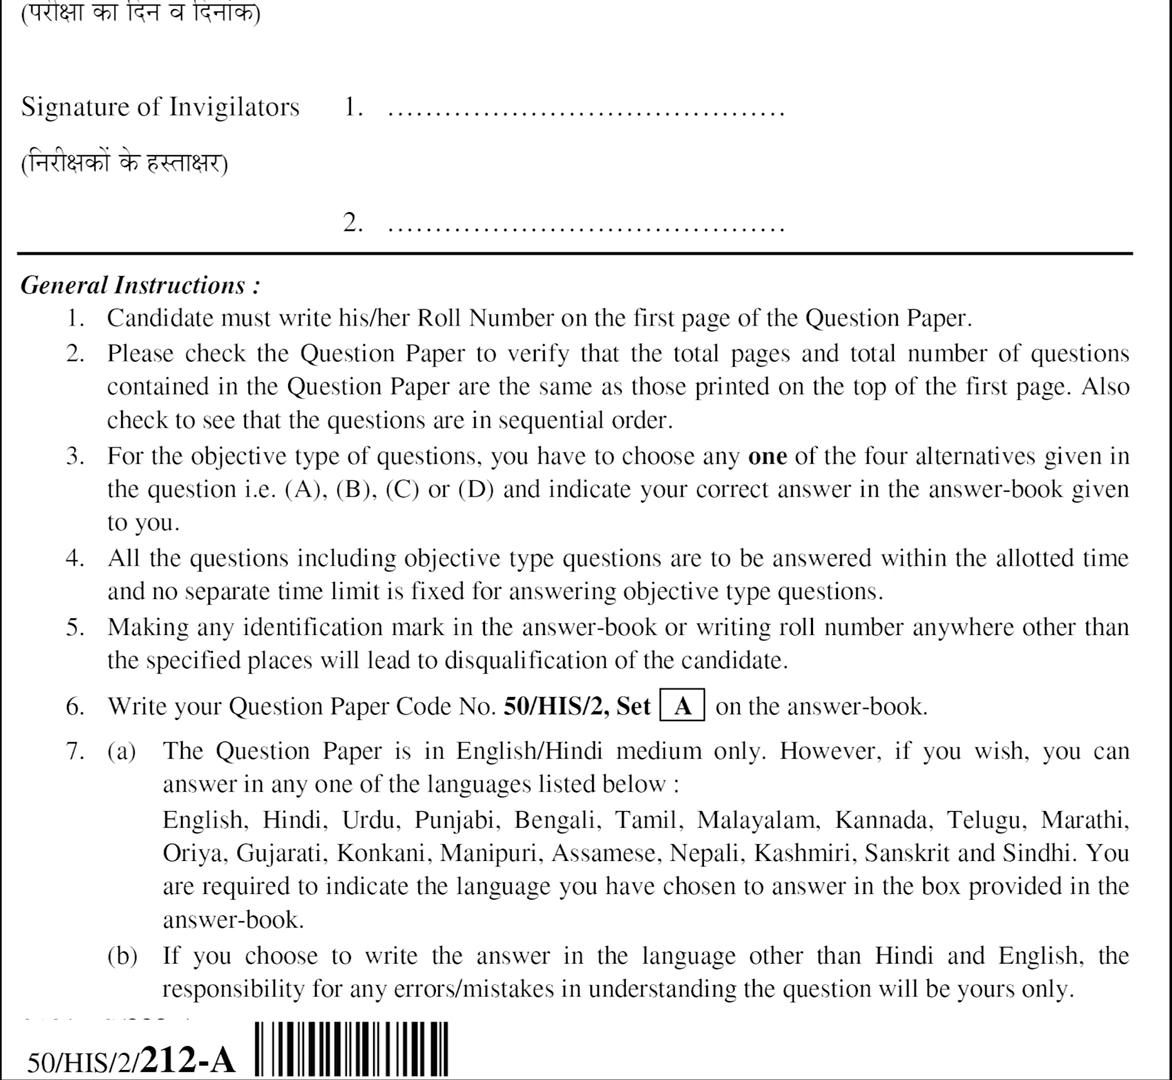 (परीक्षा का दिन व दिनांक)
Signature of Invigilators 1. ..........................................
(निरीक्षकों के हस्ताक्षर)
2. ..........................................
General Instructions :
1. Candidate must write his/her Roll Number on the first page of the Question Paper.
2. Please check the Question Paper to verify that the total pages and total number of questions
contained in the Question Paper are the same as those printed on the top of the first page. Also
check to see that the questions are in sequential order.
3. For the objective type of questions, you have to choose any one of the four alternatives given in
the question i.e. (A), (B), (C) or (D) and indicate your correct answer in the answer-book given
to you.
4. All the questions including objective type questions are to be answered within the allotted time
and no separate time limit is fixed for answering objective type questions.
5. Making any identification mark in the answer-book or writing roll number anywhere other than
the specified places will lead to disqualification of the candidate.
6. Write your Question Paper Code No. 50/HIS/2, Set A on the answer-book.
7. (a) The Question Paper is in English/Hindi medium only. However, if you wish, you can
answer in any one of the languages listed below :
English, Hindi, Urdu, Punjabi, Bengali, Tamil, Malayalam, Kannada, Telugu, Marathi,
Oriya, Gujarati, Konkani, Manipuri, Assamese, Nepali, Kashmiri, Sanskrit and Sindhi. You
are required to indicate the language you have chosen to answer in the box provided in the
answer-book.
(b) If you choose to write the answer in the language other than Hindi and English, the
responsibility for any errors/mistakes in understanding the question will be yours only.
50/HIS/2/212-A